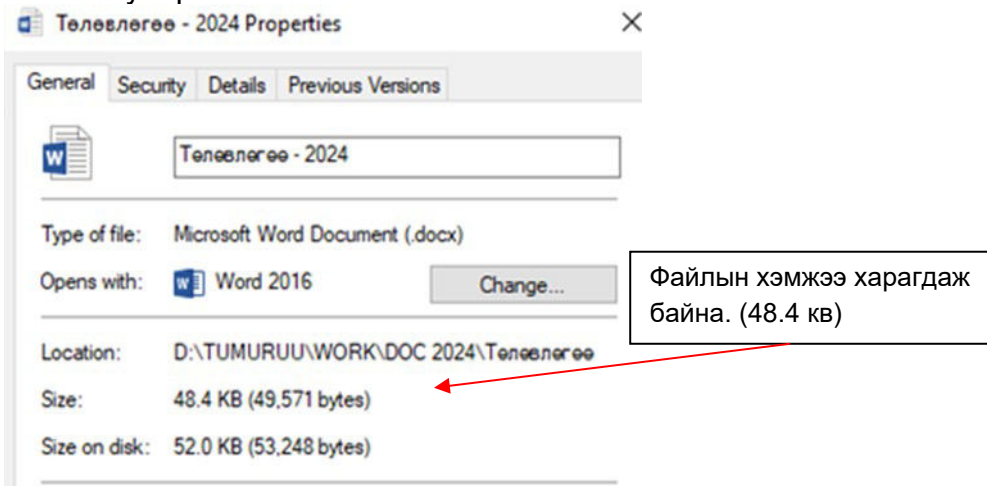 Төлөвлөгөө - 2024 Properties
General Security Details Previous Versions
Төлөвлөгөө - 2024
Type of file: Microsoft Word Document (.docx)
Opens with: Word 2016 Change...
Файлын хэмжээ харагдаж
байна. (48.4 кв)
Location: D:\TUMURUU\WORK\DOC 2024\Төлөвлөгөө
Size: 48.4 KB (49,571 bytes)
Size on disk: 52.0 KB (53,248 bytes)